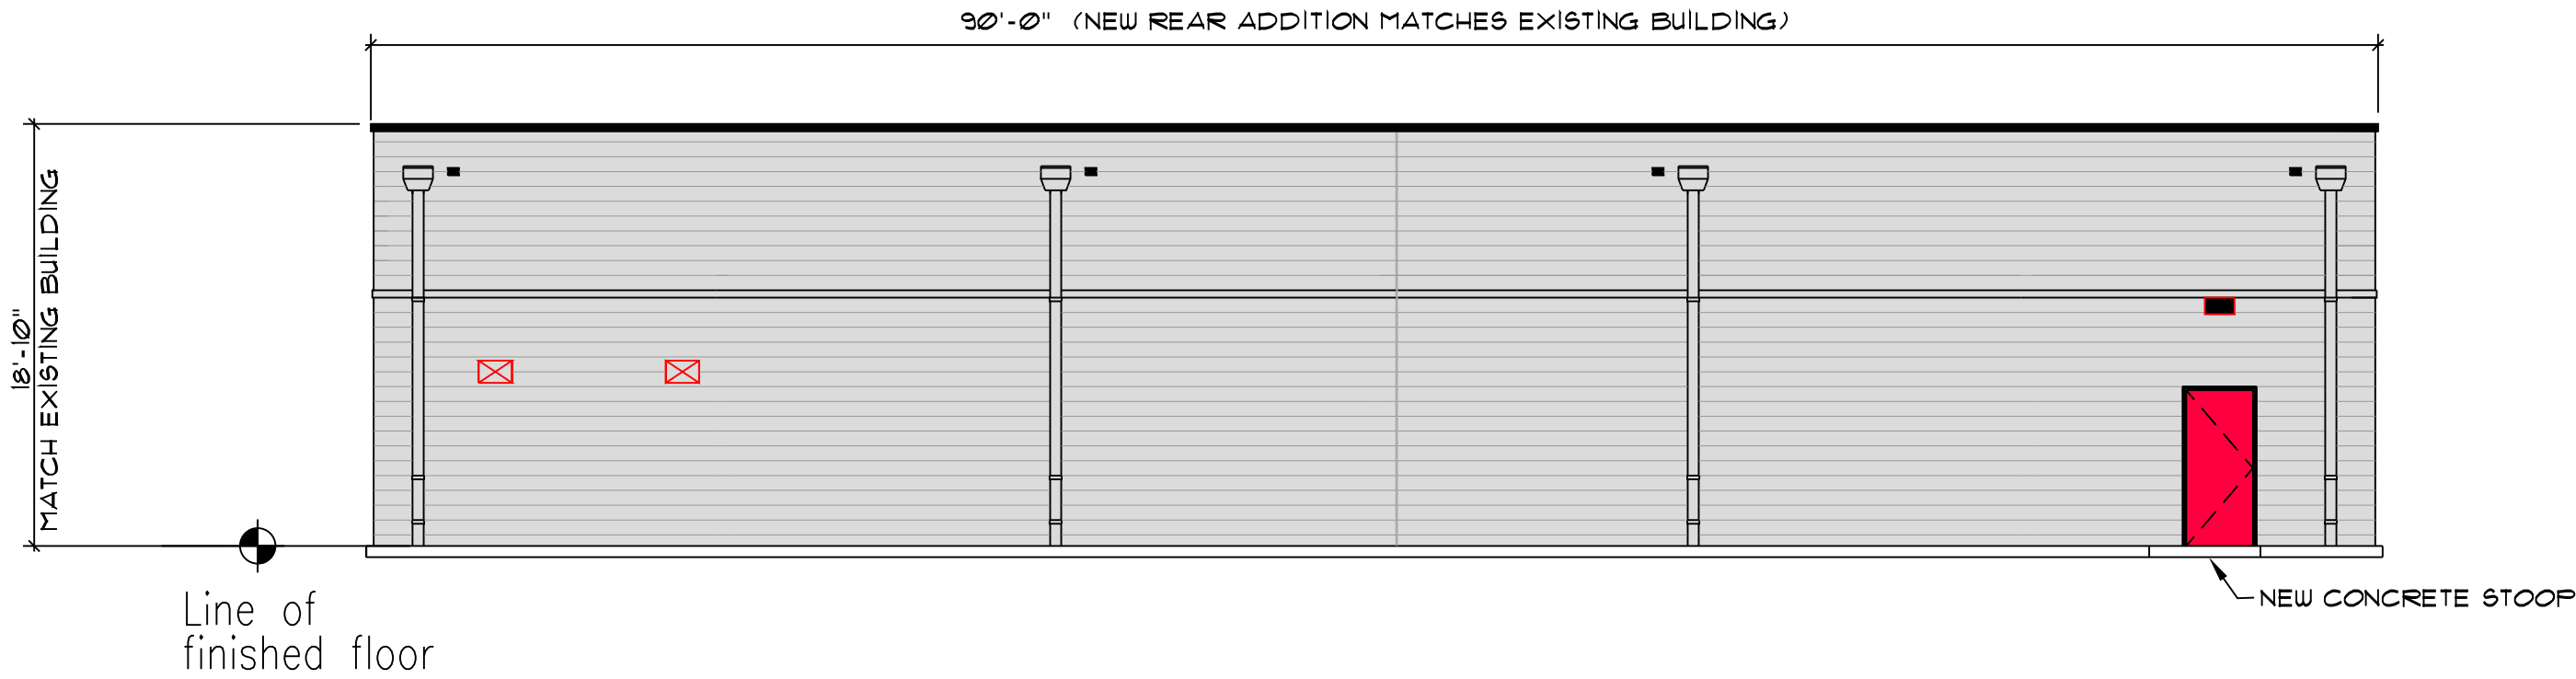 90'-0" (NEW REAR ADDITION MATCHES EXISTING BUILDING)
18'-10"
MATCH EXISTING BUILDING
Line of
finished floor
NEW CONCRETE STOOP